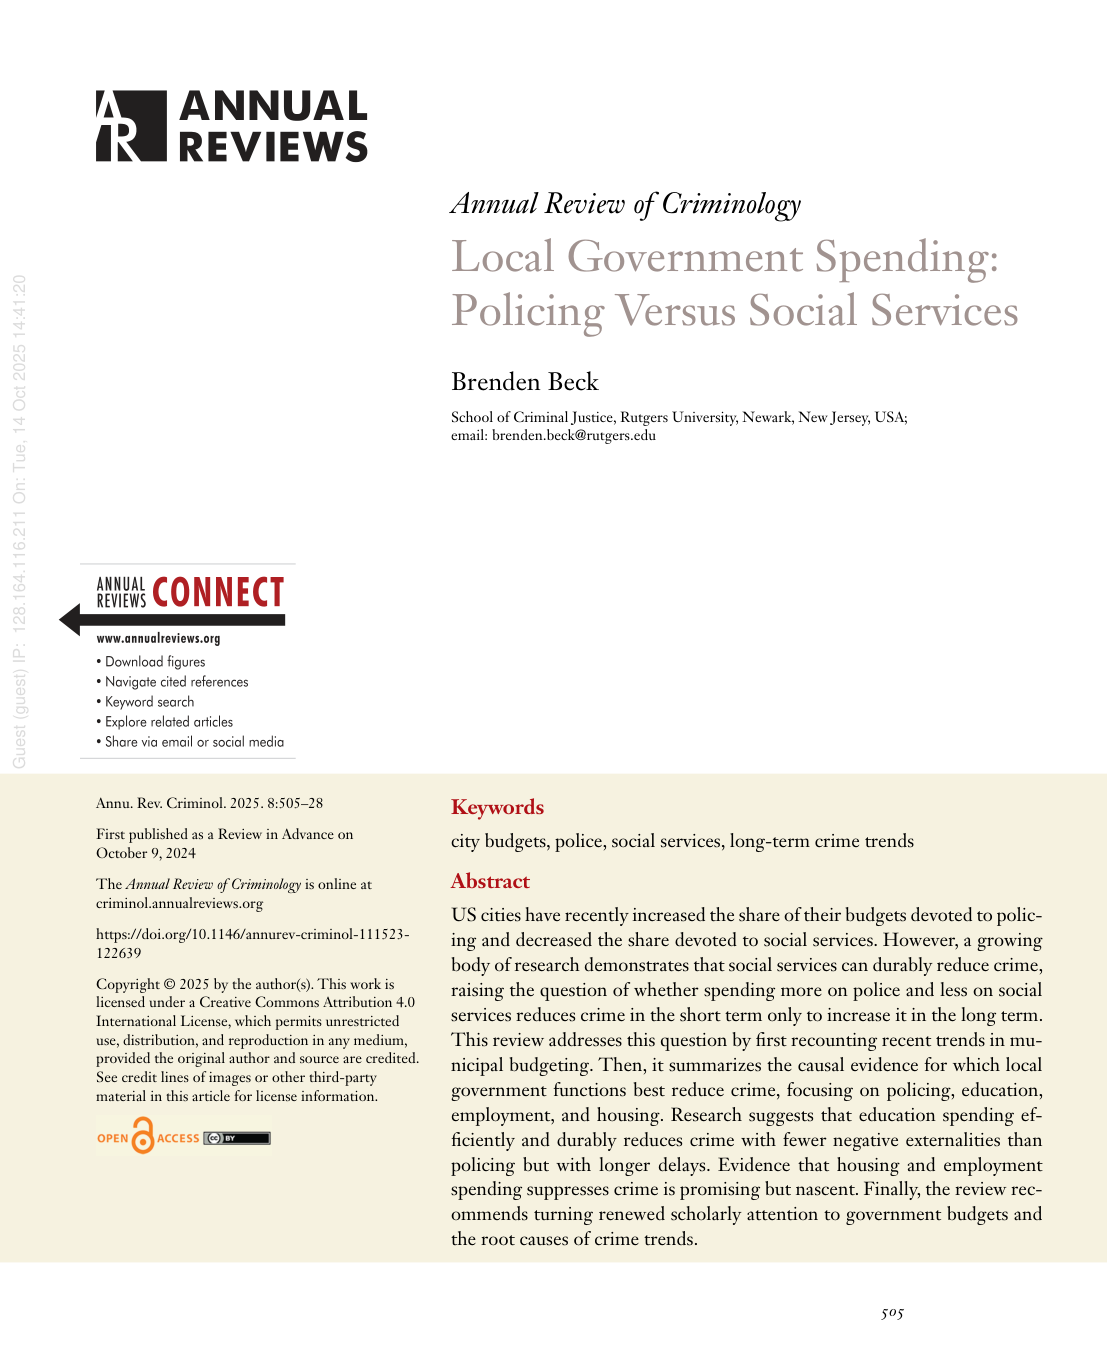 ANNUAL
REVIEWS
AR
Annual Review of Criminology
Local Government Spending:
Policing Versus Social Services
Brenden Beck
School of Criminal Justice, Rutgers University, Newark, New Jersey, USA;
email: brenden.beck@rutgers.edu
Guest (guest) IP: 128.164.116.211 On: Tue, 14 Oct 2025 14:41:20
ANNUAL
REVIEWS CONNECT
www.annualreviews.org
• Download figures
• Navigate cited references
• Keyword search
• Explore related articles
• Share via email or social media
Annu. Rev. Criminol. 2025. 8:505–28
First published as a Review in Advance on
October 9, 2024
The Annual Review of Criminology is online at
criminol.annualreviews.org
https://doi.org/10.1146/annurev-criminol-111523-
122639
Copyright © 2025 by the author(s). This work is
licensed under a Creative Commons Attribution 4.0
International License, which permits unrestricted
use, distribution, and reproduction in any medium,
provided the original author and source are credited.
See credit lines of images or other third-party
material in this article for license information.
OPEN ACCESS CC BY
Keywords
city budgets, police, social services, long-term crime trends
Abstract
US cities have recently increased the share of their budgets devoted to polic-
ing and decreased the share devoted to social services. However, a growing
body of research demonstrates that social services can durably reduce crime,
raising the question of whether spending more on police and less on social
services reduces crime in the short term only to increase it in the long term.
This review addresses this question by first recounting recent trends in mu-
nicipal budgeting. Then, it summarizes the causal evidence for which local
government functions best reduce crime, focusing on policing, education,
employment, and housing. Research suggests that education spending ef-
ficiently and durably reduces crime with fewer negative externalities than
policing but with longer delays. Evidence that housing and employment
spending suppresses crime is promising but nascent. Finally, the review rec-
ommends turning renewed scholarly attention to government budgets and
the root causes of crime trends.
505